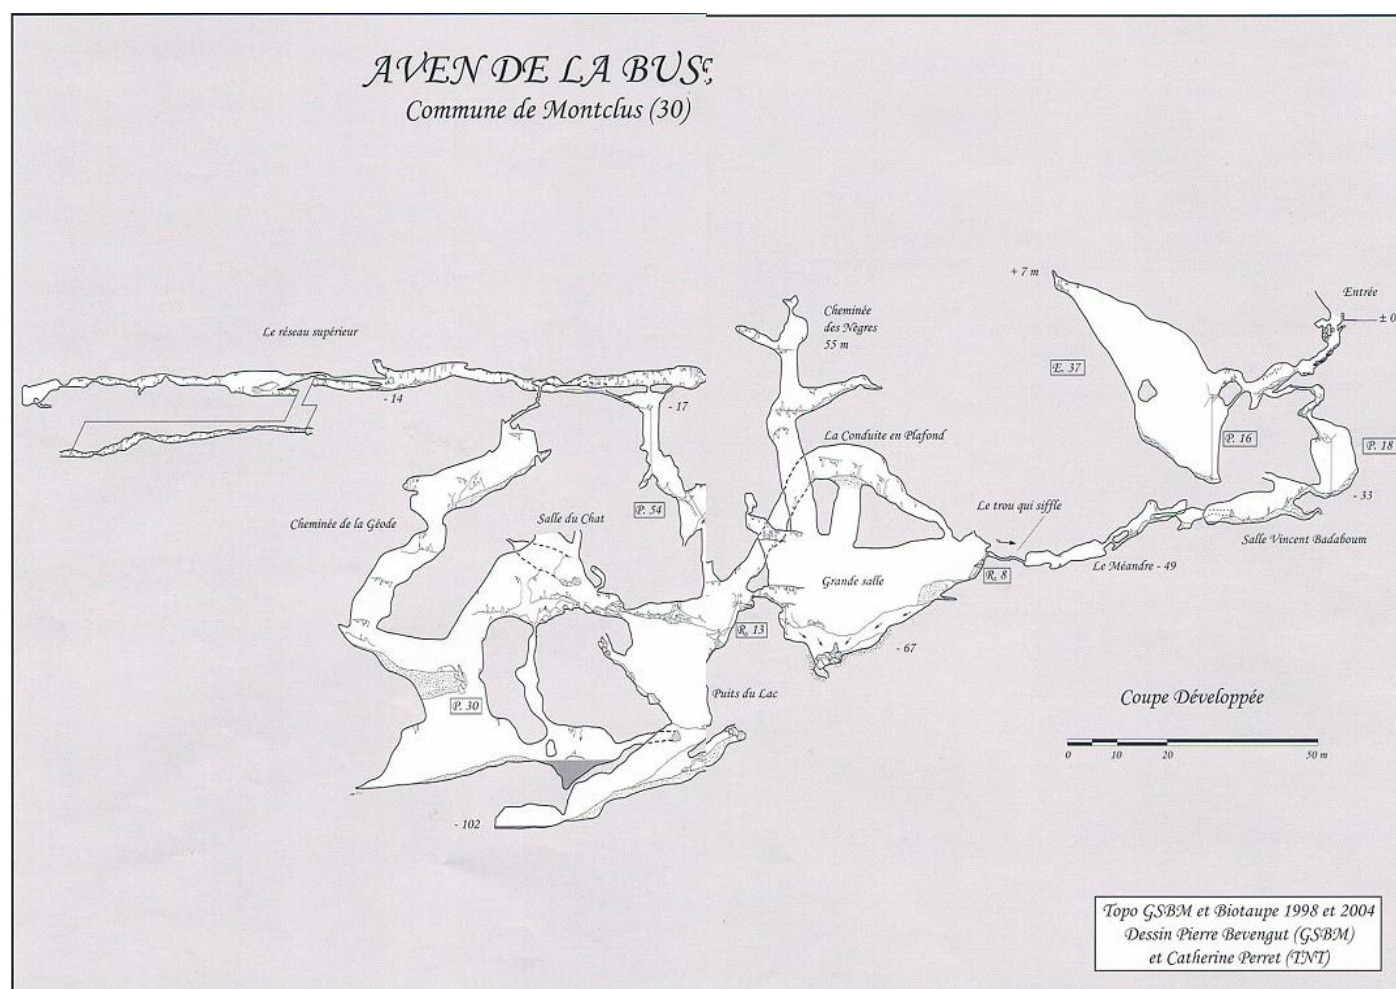 AVEN DE LA BUS
Commune de Montclus (30)
+ 7 m
Entrée
± 0
Cheminée
des Nègres
55 m
Le réseau supérieur
E. 37
- 14
- 17
La Conduite en Plafond
P. 16
P. 18
- 33
Le trou qui siffle
P. 54
Salle du Chat
Cheminée de la Géode
Salle Vincent Badaboum
Le Méandre - 49
R. 8
Grande salle
R. 13
- 67
Puits du Lac
P. 30
Coupe Développée
0 10 20 50 m
- 102
Topo GSBM et Biotaupe 1998 et 2004
Dessin Pierre Bevengut (GSBM)
et Catherine Perret (TNT)